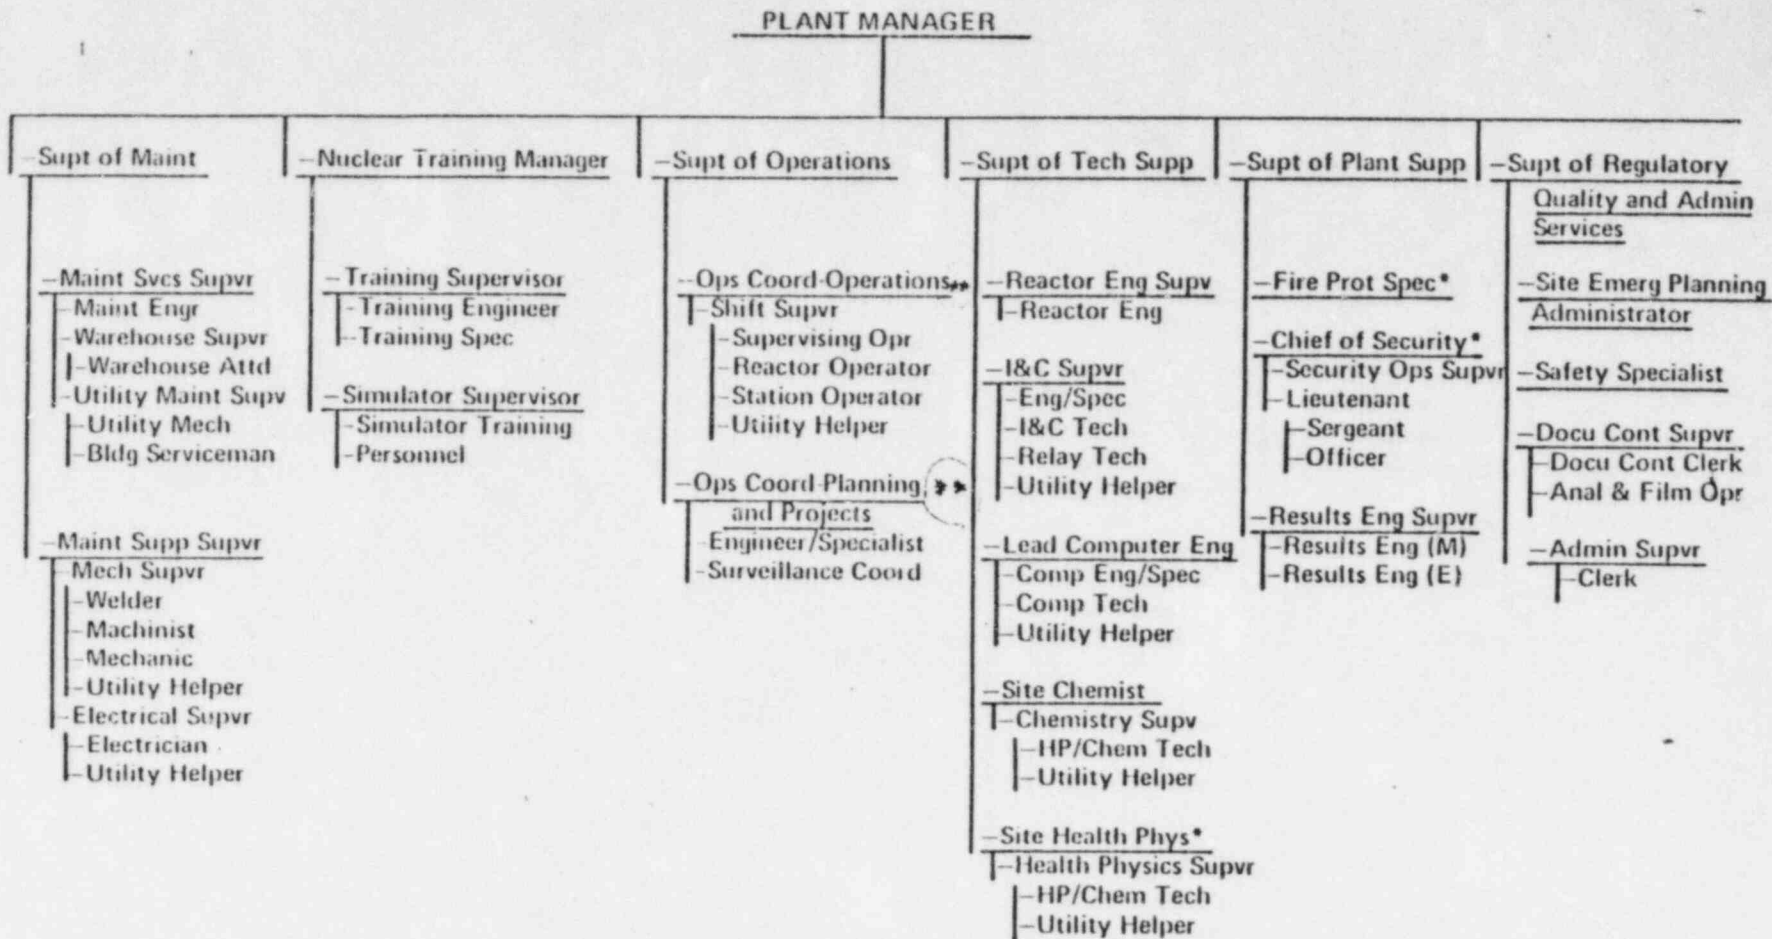 PLANT MANAGER
-Supt of Maint
-Maint Svcs Supvr
-Maint Engr
-Warehouse Supvr
-Warehouse Attd
-Utility Maint Supv
-Utility Mech
-Bldg Serviceman
-Maint Supp Supvr
-Mech Supvr
-Welder
-Machinist
-Mechanic
-Utility Helper
-Electrical Supvr
-Electrician
-Utility Helper
-Nuclear Training Manager
-Training Supervisor
-Training Engineer
-Training Spec
-Simulator Supervisor
-Simulator Training
-Personnel
-Supt of Operations
-Ops Coord-Operations**
-Shift Supvr
-Supervising Opr
-Reactor Operator
-Station Operator
-Utility Helper
-Ops Coord-Planning, **
and Projects
-Engineer/Specialist
-Surveillance Coord
-Supt of Tech Supp
-Reactor Eng Supv
-Reactor Eng
-I&C Supvr
-Eng/Spec
-I&C Tech
-Relay Tech
-Utility Helper
-Lead Computer Eng
-Comp Eng/Spec
-Comp Tech
-Utility Helper
-Site Chemist
-Chemistry Supv
-HP/Chem Tech
-Utility Helper
-Site Health Phys*
-Health Physics Supvr
-HP/Chem Tech
-Utility Helper
-Supt of Plant Supp
-Fire Prot Spec*
-Chief of Security*
-Security Ops Supvr
-Lieutenant
-Sergeant
-Officer
-Results Eng Supvr
-Results Eng (M)
-Results Eng (E)
-Supt of Regulatory
Quality and Admin
Services
-Site Emerg Planning
Administrator
-Safety Specialist
-Docu Cont Supvr
-Docu Cont Clerk
-Anal & Film Opr
-Admin Supvr
-Clerk